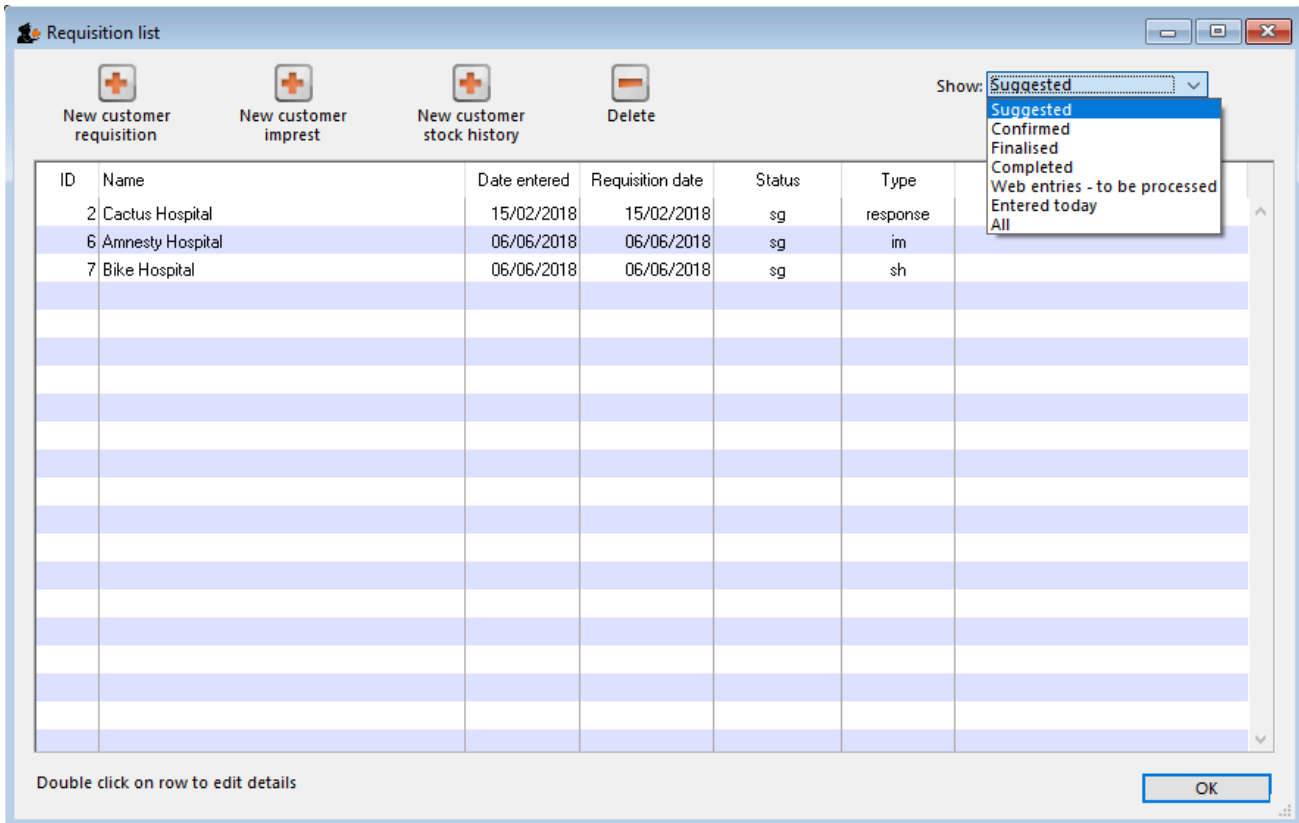 Requisition list
New customer requisition
New customer imprest
New customer stock history
Delete
Show: Suggested
Suggested
Confirmed
Finalised
Completed
Web entries - to be processed
Entered today
All
ID Name Date entered Requisition date Status Type
2 Cactus Hospital 15/02/2018 15/02/2018 sg response
6 Amnesty Hospital 06/06/2018 06/06/2018 sg im
7 Bike Hospital 06/06/2018 06/06/2018 sg sh
Double click on row to edit details
OK